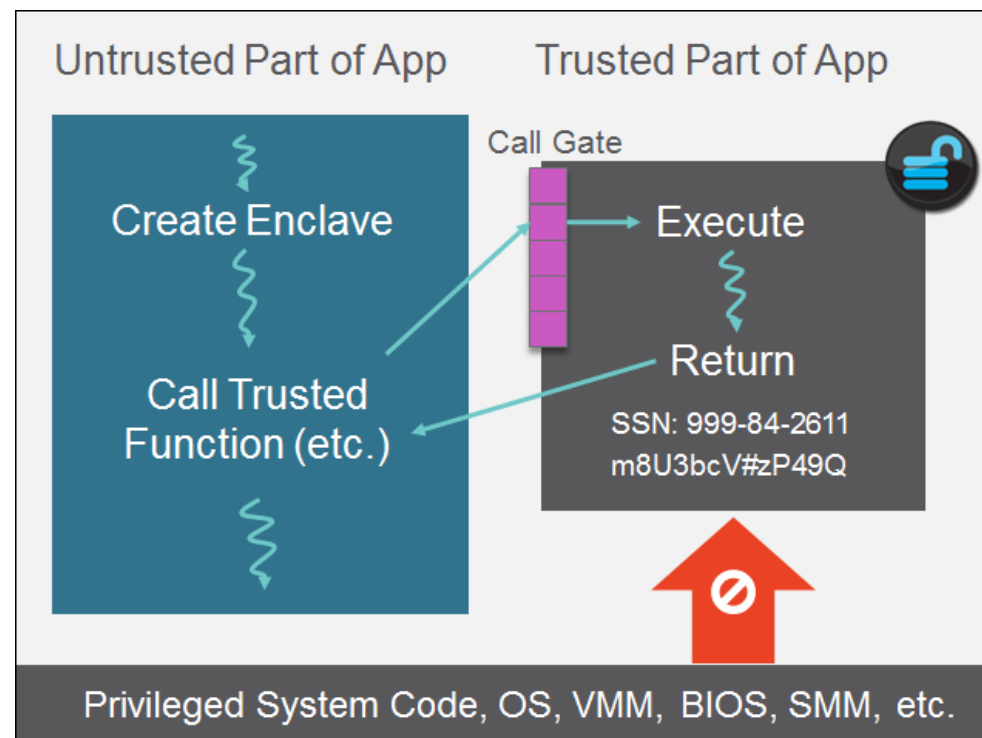 Untrusted Part of App
Trusted Part of App
Call Gate
Create Enclave
Execute
Call Trusted
Function (etc.)
Return
SSN: 999-84-2611
m8U3bcV#zP49Q
Privileged System Code, OS, VMM, BIOS, SMM, etc.